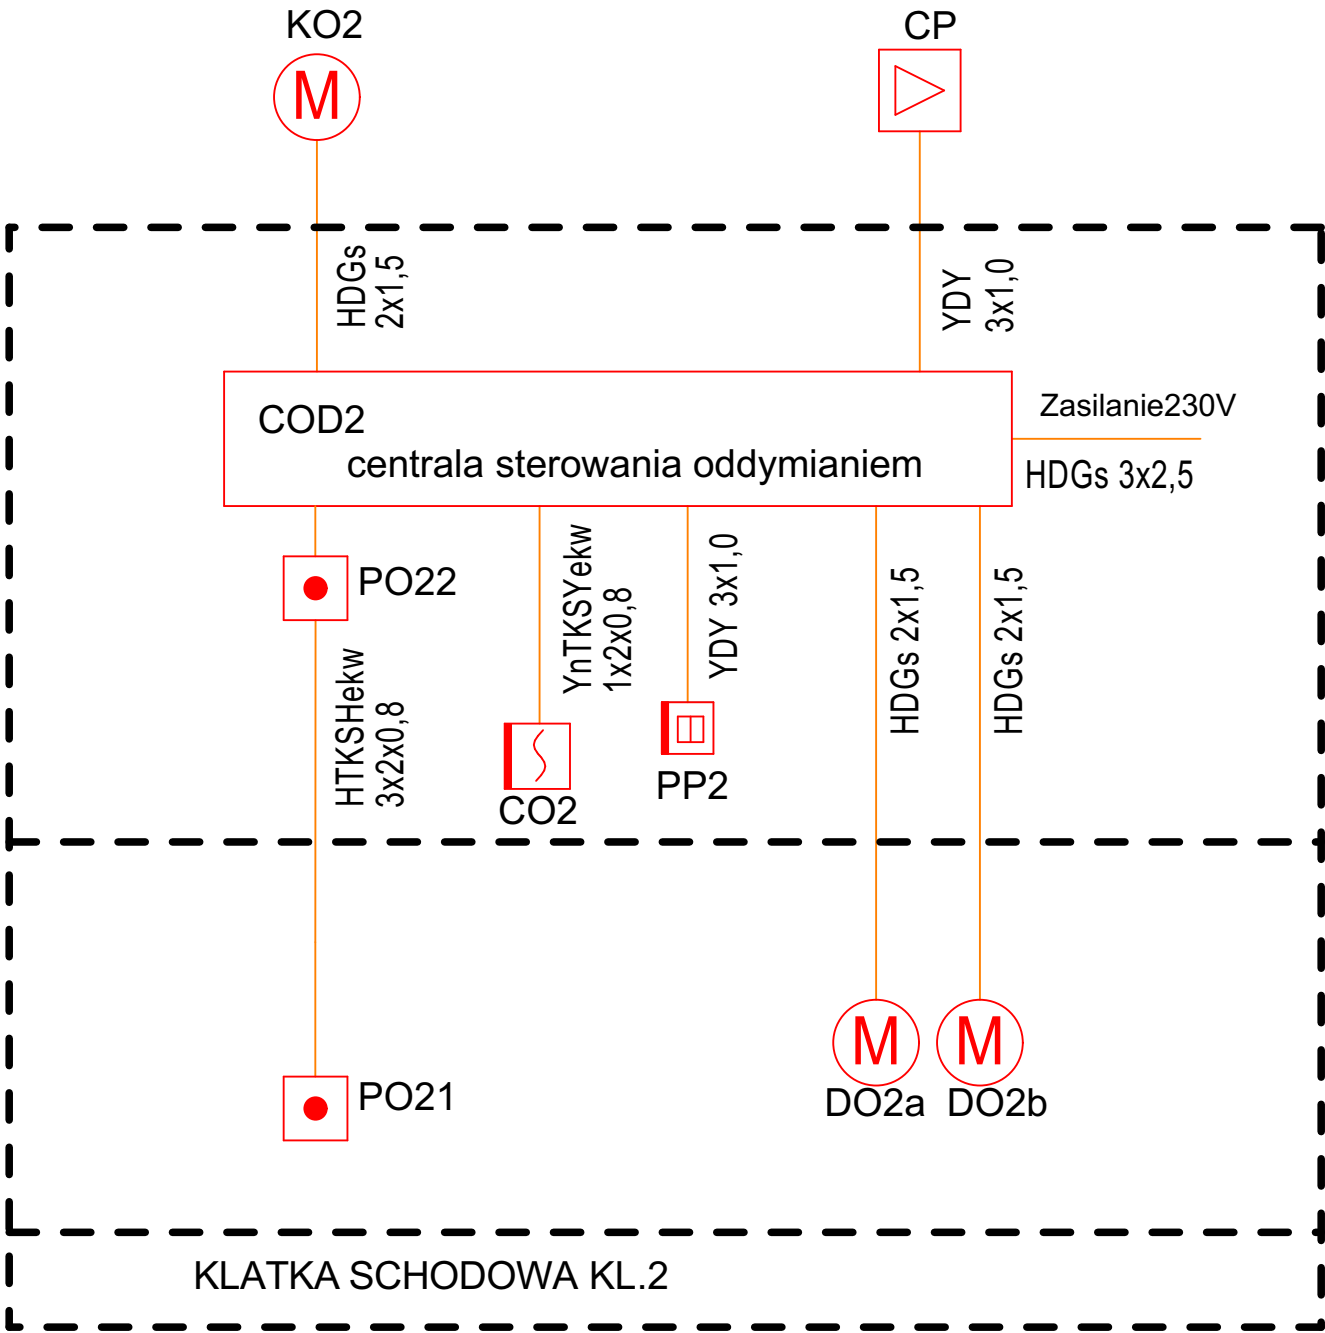 KO2
CP
M
HDGs
2x1,5
YDY
3x1,0
COD2
centrala sterowania oddymianiem
Zasilanie230V
HDGs 3x2,5
PO22
HTKSHekw
3x2x0,8
YnTKSYekw
1x2x0,8
CO2
YDY 3x1,0
PP2
HDGs 2x1,5
HDGs 2x1,5
PO21
M
M
DO2a
DO2b
KLATKA SCHODOWA KL.2